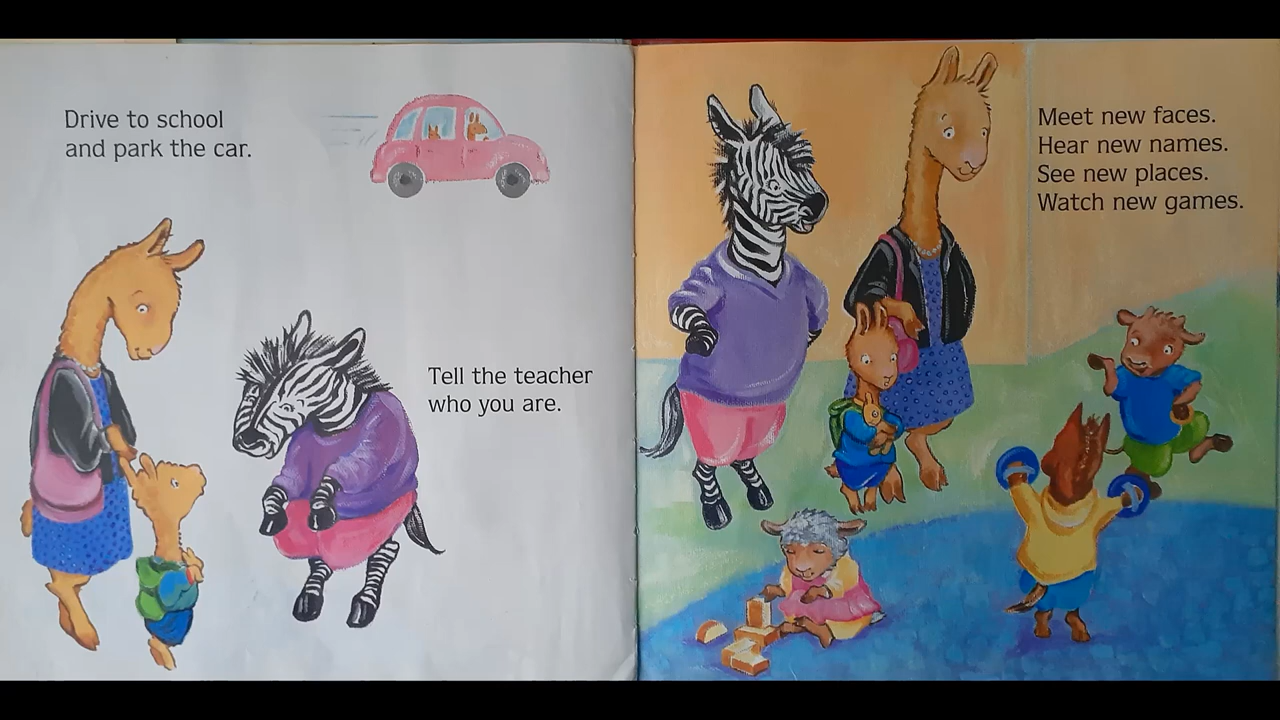 Drive to school
and park the car.
Tell the teacher
who you are.
Meet new faces.
Hear new names.
See new places.
Watch new games.